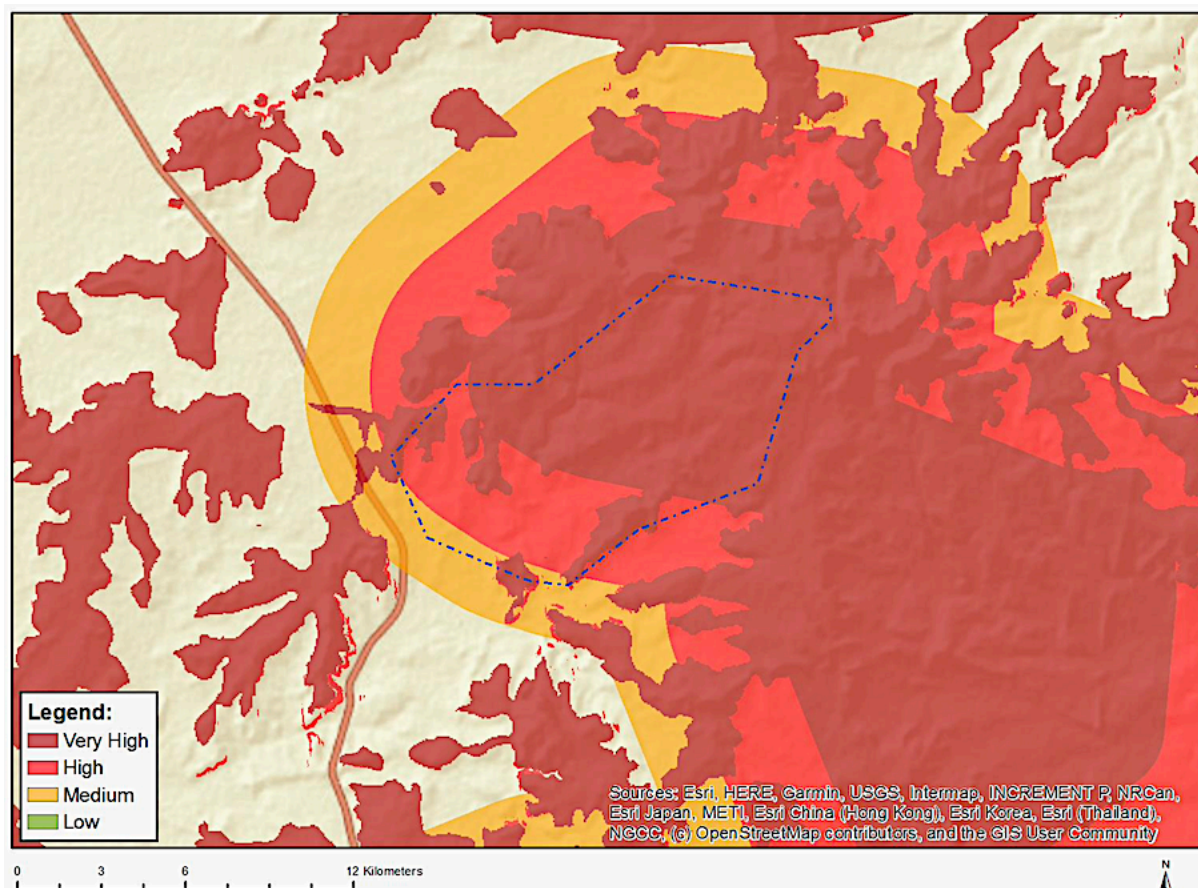 Legend:
Very High
High
Medium
Low
Sources: Esri, HERE, Garmin, USGS, Intermap, INCREMENT P, NRCan,
Esri Japan, METI, Esri China (Hong Kong), Esri Korea, Esri (Thailand),
NGCC, (c) OpenStreetMap contributors, and the GIS User Community
0 3 6 12 Kilometers
N